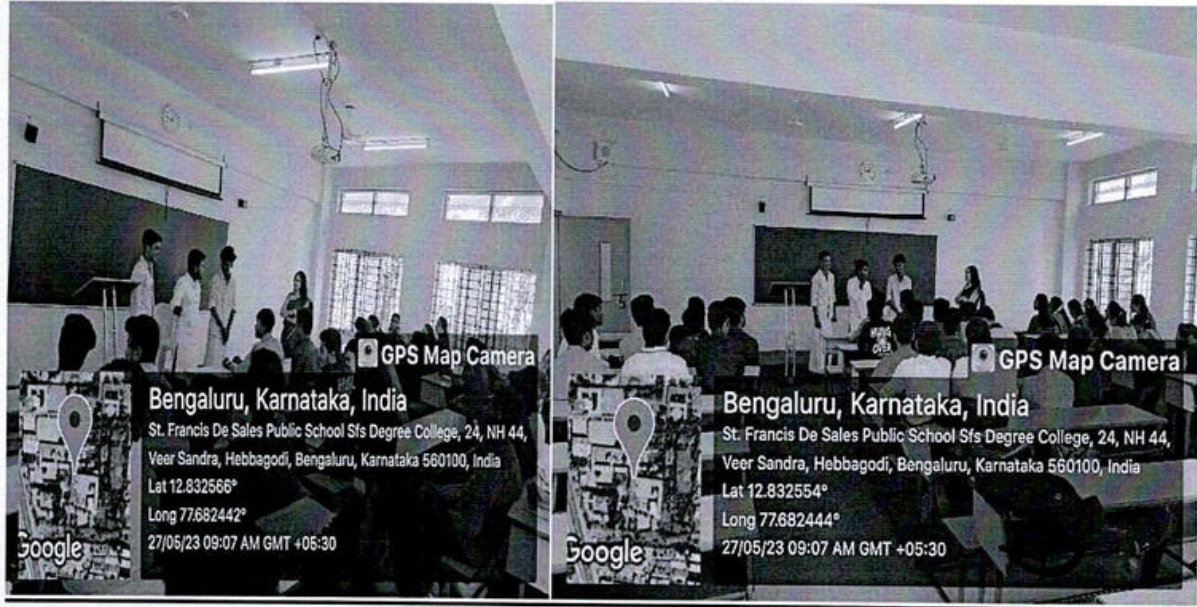 GPS Map Camera
Bengaluru, Karnataka, India
St. Francis De Sales Public School Sfs Degree College, 24, NH 44,
Veer Sandra, Hebbagodi, Bengaluru, Karnataka 560100, India
Lat 12.832566°
Long 77.682442°
27/05/23 09:07 AM GMT +05:30
Google
HUNG
OVER
GPS Map Camera
Bengaluru, Karnataka, India
St. Francis De Sales Public School Sfs Degree College, 24, NH 44,
Veer Sandra, Hebbagodi, Bengaluru, Karnataka 560100, India
Lat 12.832554°
Long 77.682444°
27/05/23 09:07 AM GMT +05:30
Google